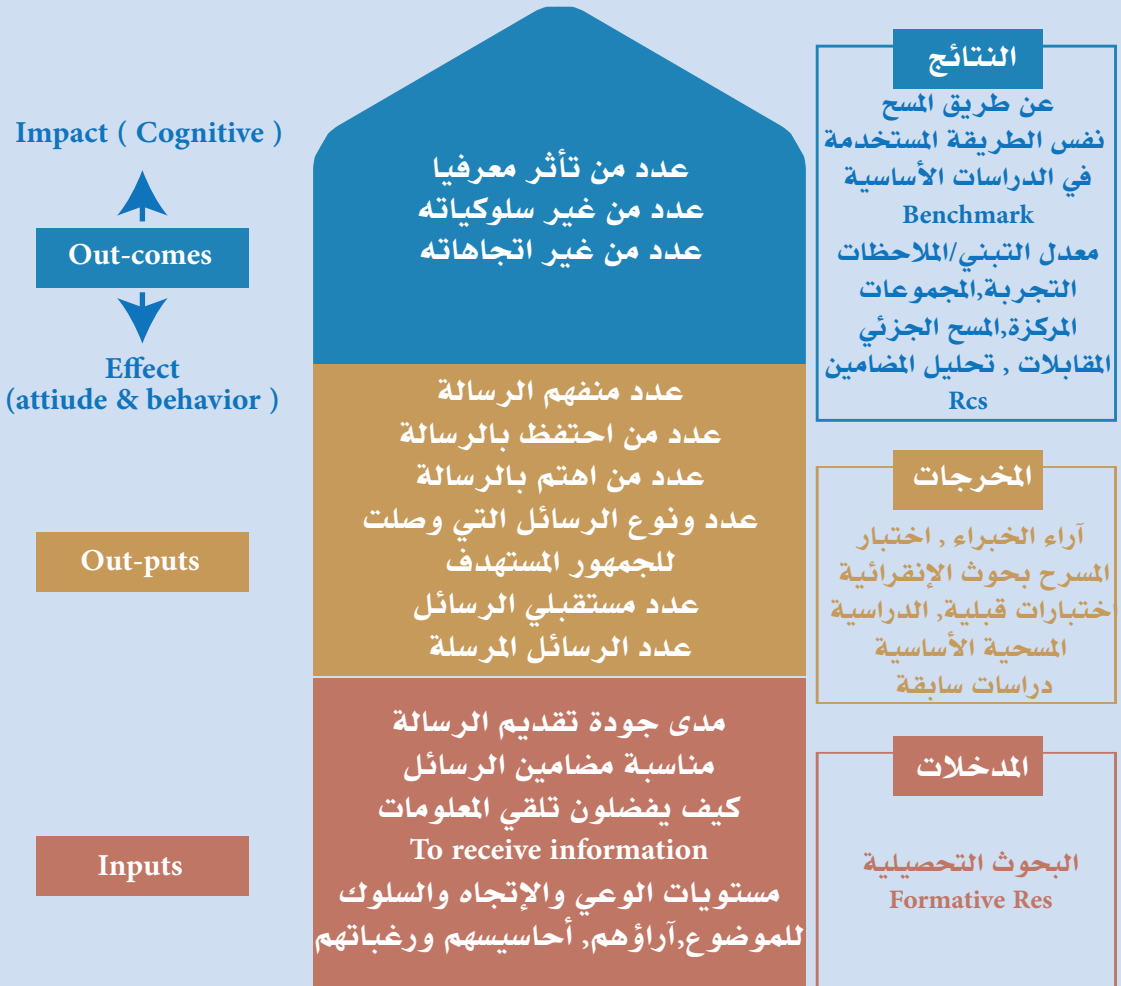 Impact ( Cognitive )
Out-comes
Effect
(attiude & behavior )
عدد من تأثر معرفيا
عدد من غير سلوكياته
عدد من غير اتجاهاته
النتائج
عن طريق المسح
نفس الطريقة المستخدمة
في الدراسات الأساسية
Benchmark
معدل التبني/الملاحظات
التجربة,المجموعات
المركزة,المسح الجزئي
المقابلات , تحليل المضامين
Rcs
Out-puts
عدد منفهم الرسالة
عدد من احتفظ بالرسالة
عدد من اهتم بالرسالة
عدد ونوع الرسائل التي وصلت
للجمهور المستهدف
عدد مستقبلي الرسائل
عدد الرسائل المرسلة
المخرجات
آراء الخبراء , اختبار
المسرح بحوث الإنقرائية
اختبارات قبلية, الدراسية
المسحية الأساسية
دراسات سابقة
Inputs
مدى جودة تقديم الرسالة
مناسبة مضامين الرسائل
كيف يفضلون تلقي المعلومات
To receive information
مستويات الوعي والإتجاه والسلوك
للموضوع,آراؤهم, أحاسيسهم ورغباتهم
المدخلات
البحوث التحصيلية
Formative Res